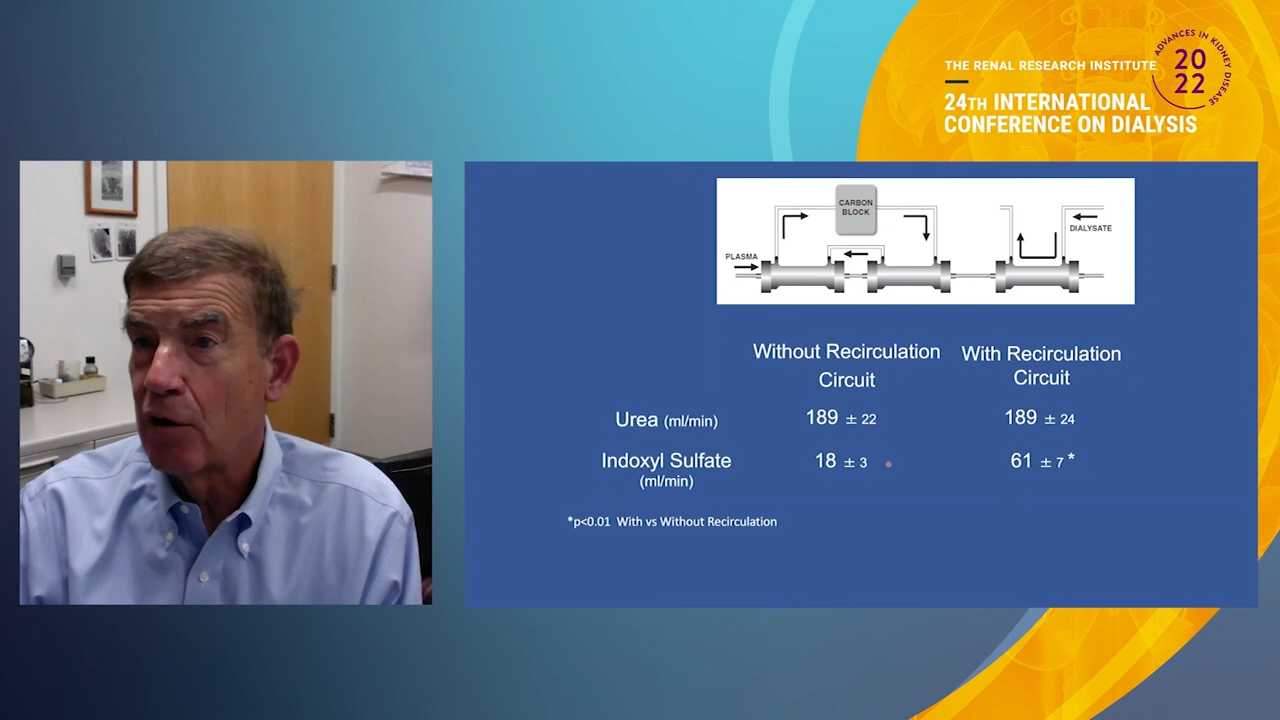 THE RENAL RESEARCH INSTITUTE
24TH INTERNATIONAL
CONFERENCE ON DIALYSIS
ADVANCES IN KIDNEY DISEASE
20
22
CARBON
BLOCK
PLASMA
DIALYSATE
Without Recirculation
Circuit
With Recirculation
Circuit
Urea (ml/min) 189 ± 22 189 ± 24
Indoxyl Sulfate 18 ± 3 61 ± 7 *
(ml/min)
*p<0.01 With vs Without Recirculation